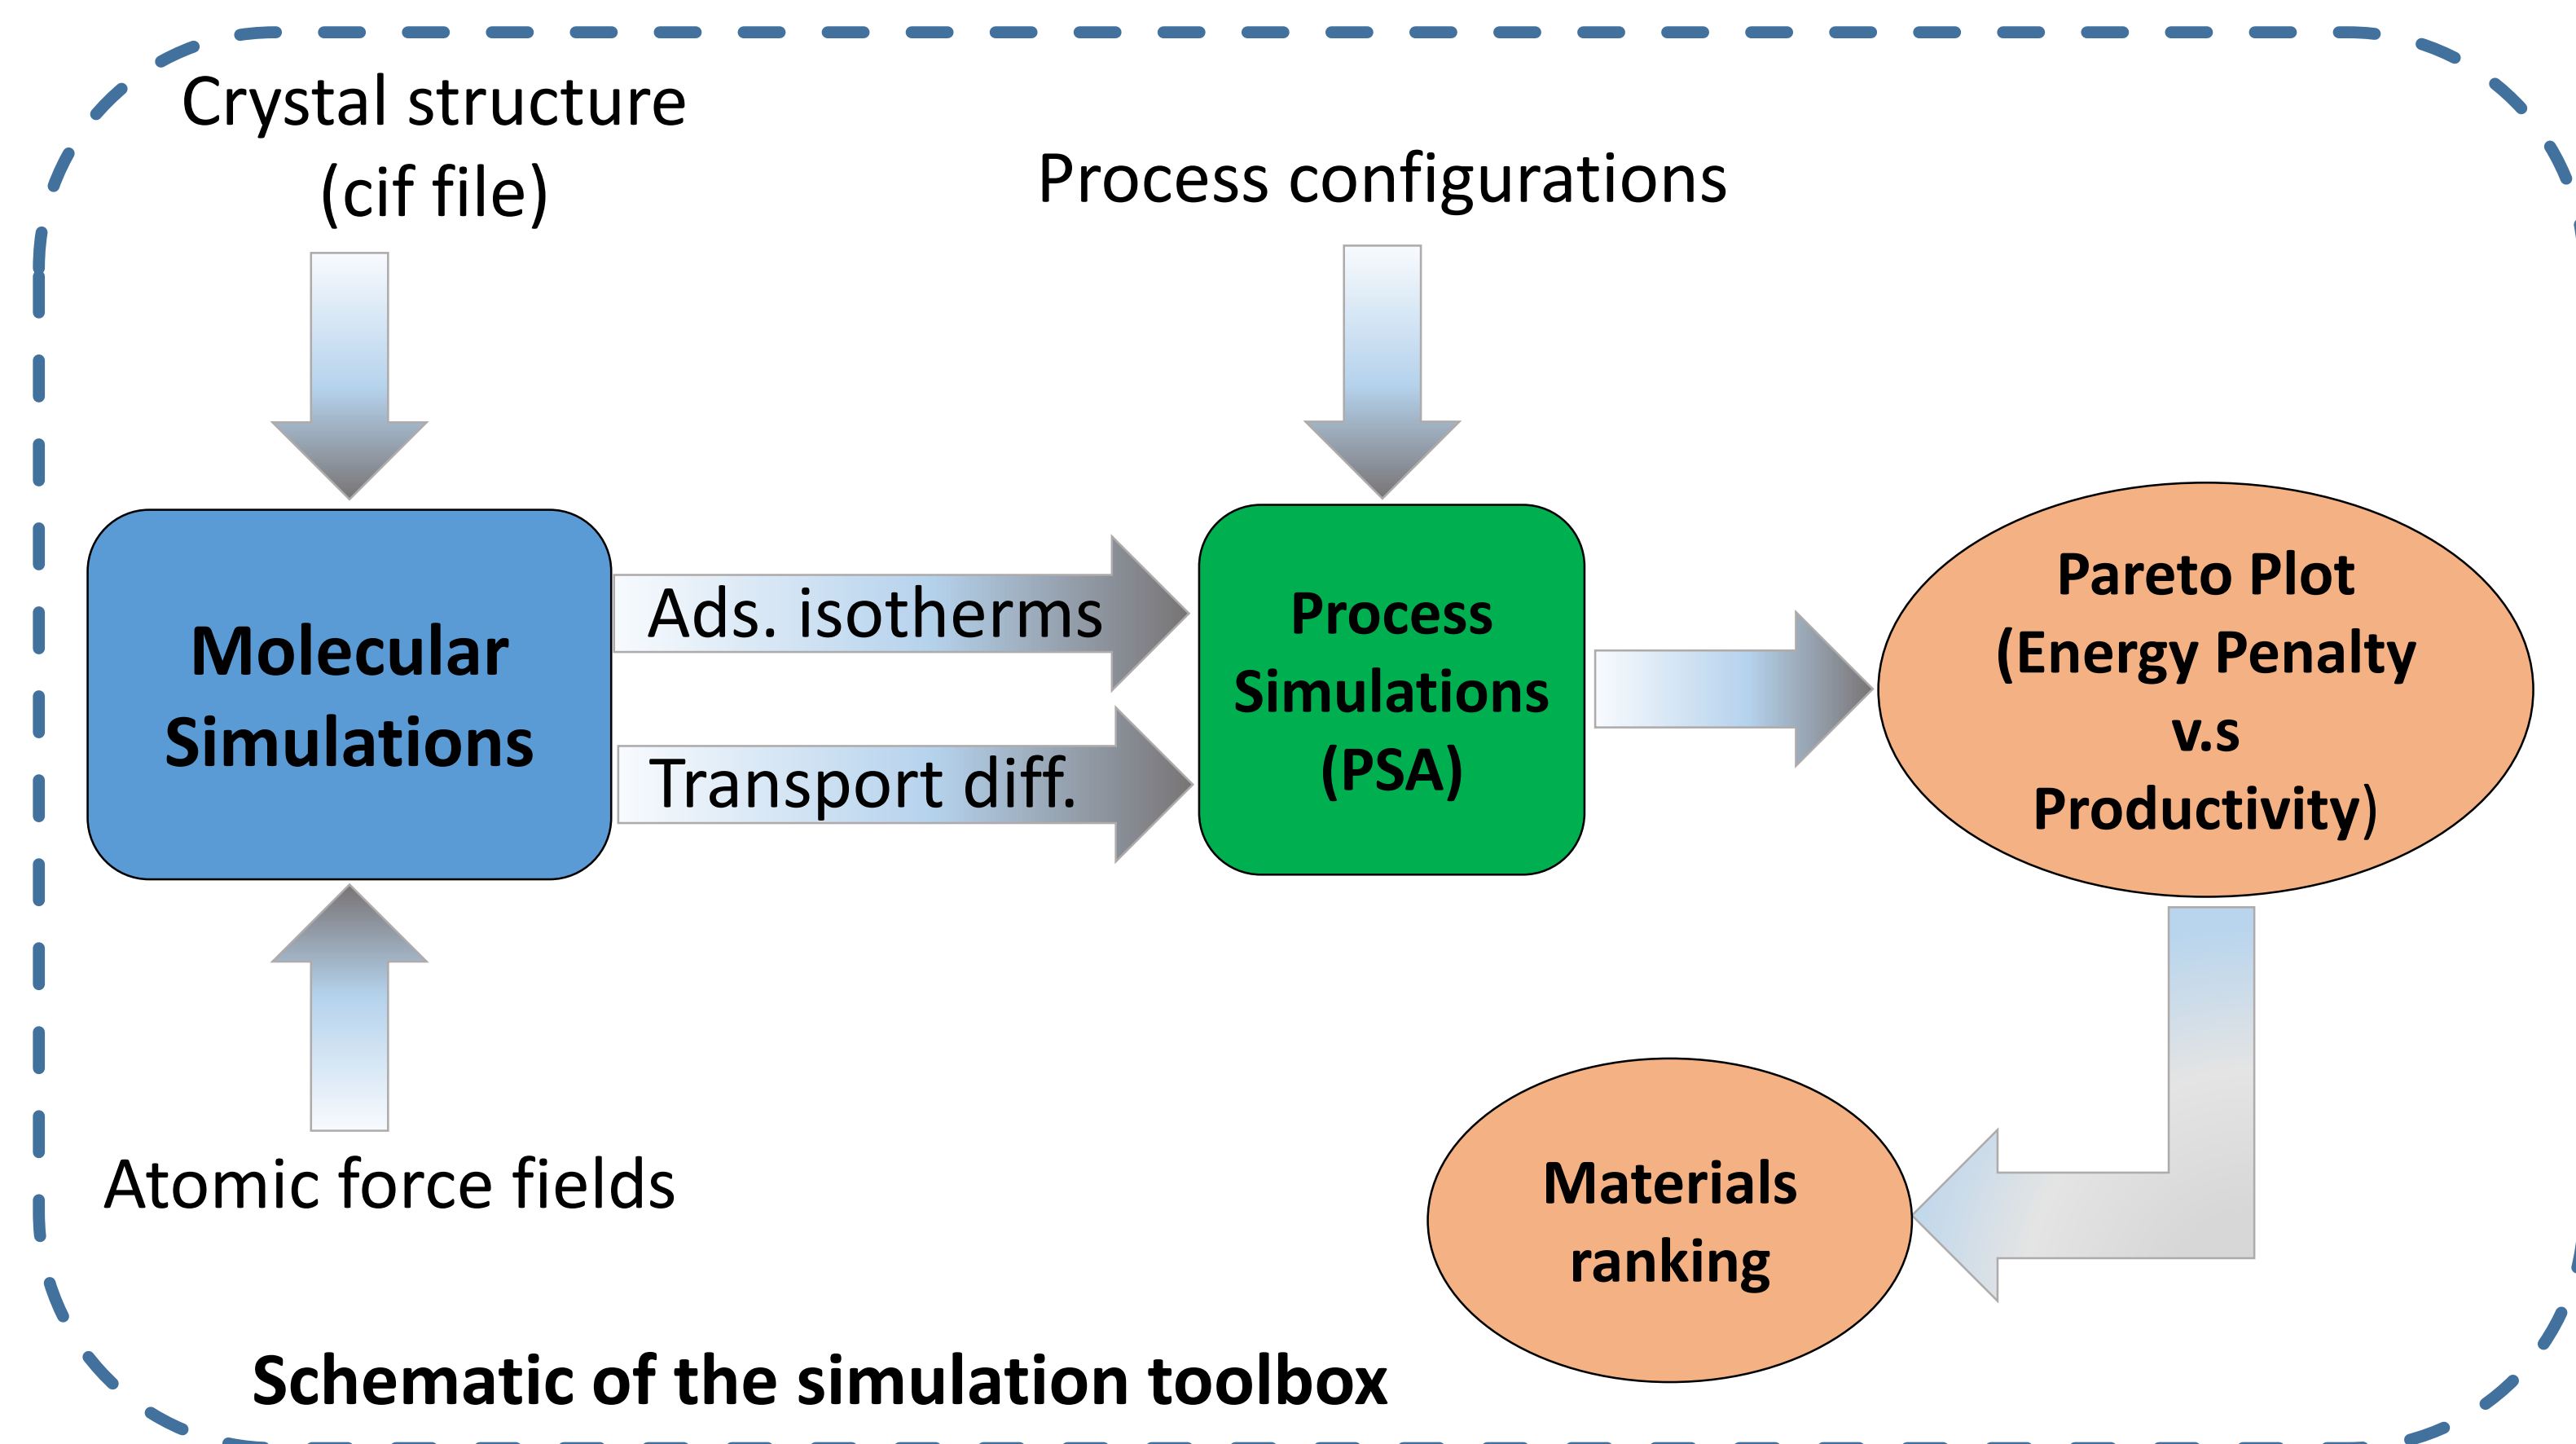 Crystal structure
(cif file)
Process configurations
Molecular
Simulations
Ads. isotherms
Transport diff.
Process
Simulations
(PSA)
Pareto Plot
(Energy Penalty
v.s
Productivity)
Atomic force fields
Materials
ranking
Schematic of the simulation toolbox